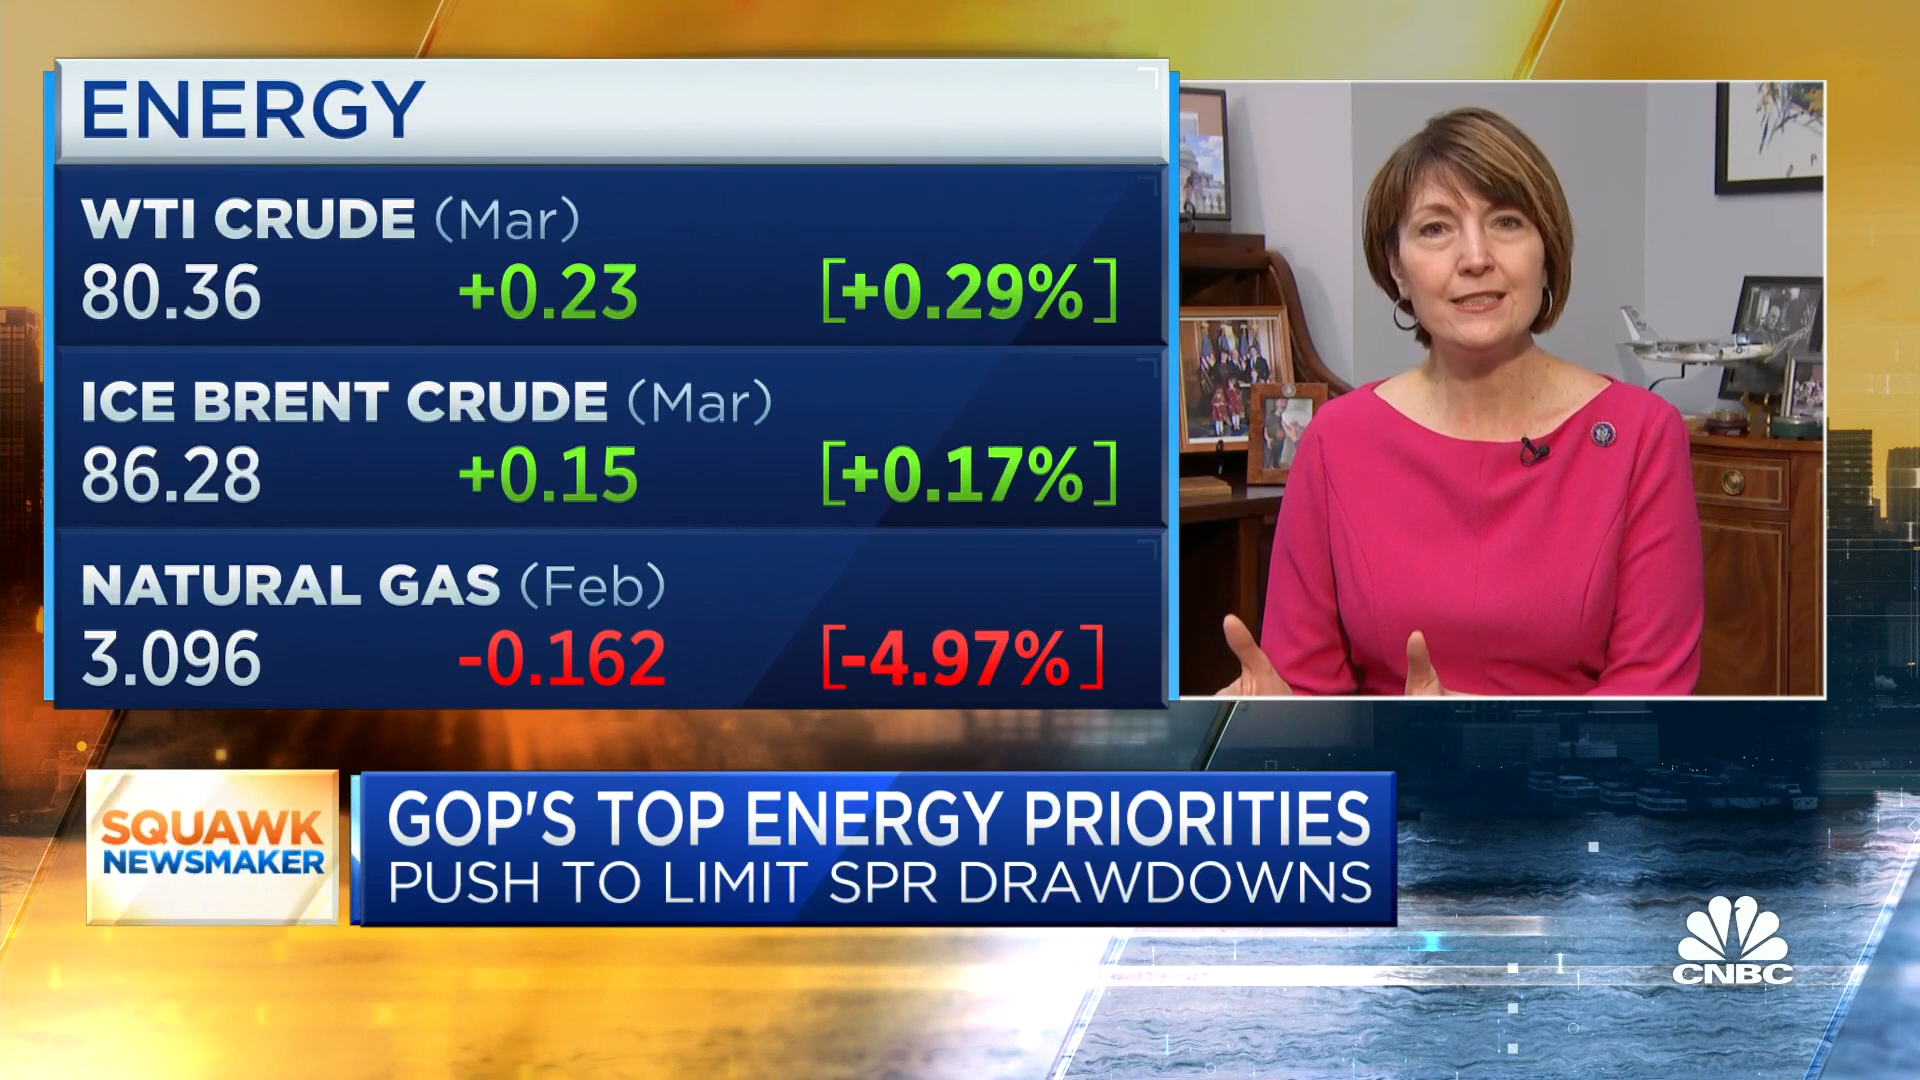 ENERGY
WTI CRUDE (Mar)
80.36 +0.23 [+0.29%]
ICE BRENT CRUDE (Mar)
86.28 +0.15 [+0.17%]
NATURAL GAS (Feb)
3.096 -0.162 [-4.97%]
SQUAWK
NEWSMAKER
GOP'S TOP ENERGY PRIORITIES
PUSH TO LIMIT SPR DRAWDOWNS
CNBC